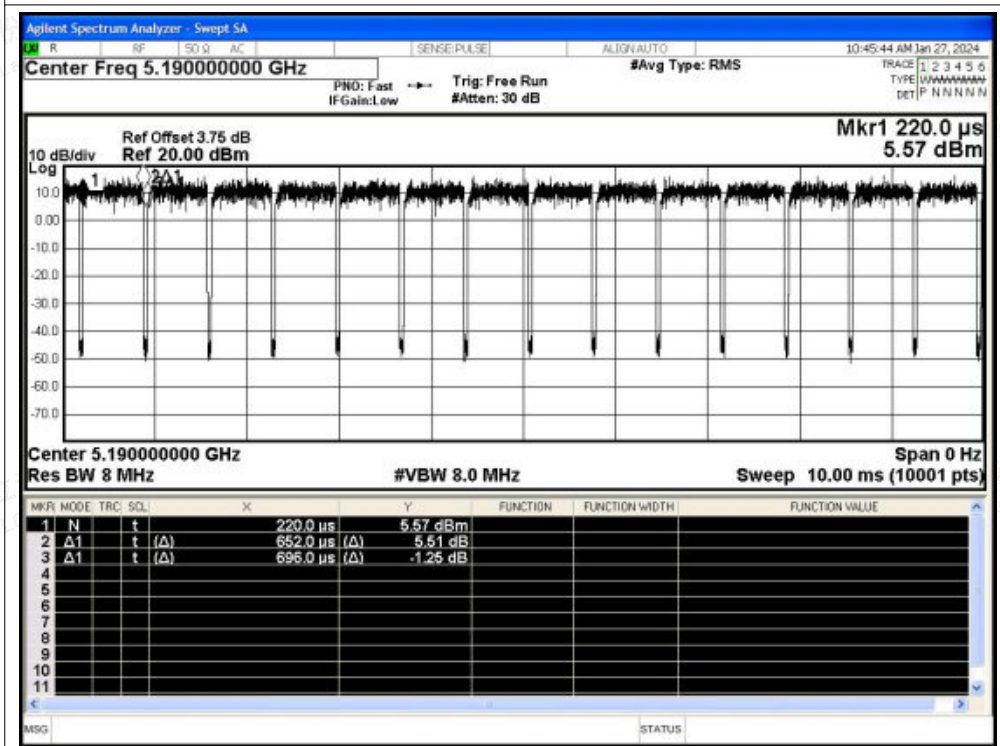 Agilent Spectrum Analyzer - Swept SA
R RF 50 Ω AC SENSE:PULSE ALIGN AUTO 10:45:44 AM Jan 27, 2024
Center Freq 5.190000000 GHz #Avg Type: RMS TRACE 1 2 3 4 5 6
PNO: Fast Trig: Free Run TYPE
IFGain:Low #Atten: 30 dB DET P N N N N N
Mkr1 220.0 µs
Ref Offset 3.75 dB
10 dB/div Ref 20.00 dBm 5.57 dBm
Log
1 2Δ1
10.0
0.00
-10.0
-20.0
-30.0
-40.0
-50.0
-60.0
-70.0
Center 5.190000000 GHz Span 0 Hz
Res BW 8 MHz #VBW 8.0 MHz Sweep 10.00 ms (10001 pts)
MKR MODE TRC SCL X Y FUNCTION FUNCTION WIDTH FUNCTION VALUE
1 N t 220.0 µs 5.57 dBm
2 Δ1 t (Δ) 652.0 µs (Δ) 5.51 dB
3 Δ1 t (Δ) 696.0 µs (Δ) -1.25 dB
4
5
6
7
8
9
10
11
MSG STATUS